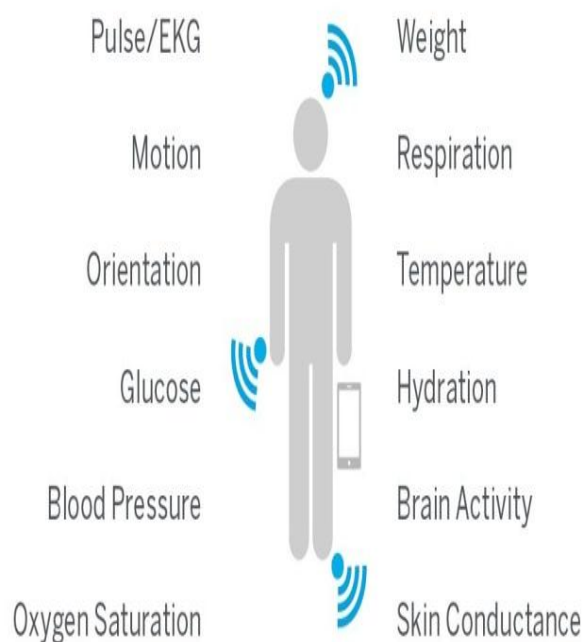 Pulse/EKG
Weight
Motion
Respiration
Orientation
Temperature
Glucose
Hydration
Blood Pressure
Brain Activity
Oxygen Saturation
Skin Conductance